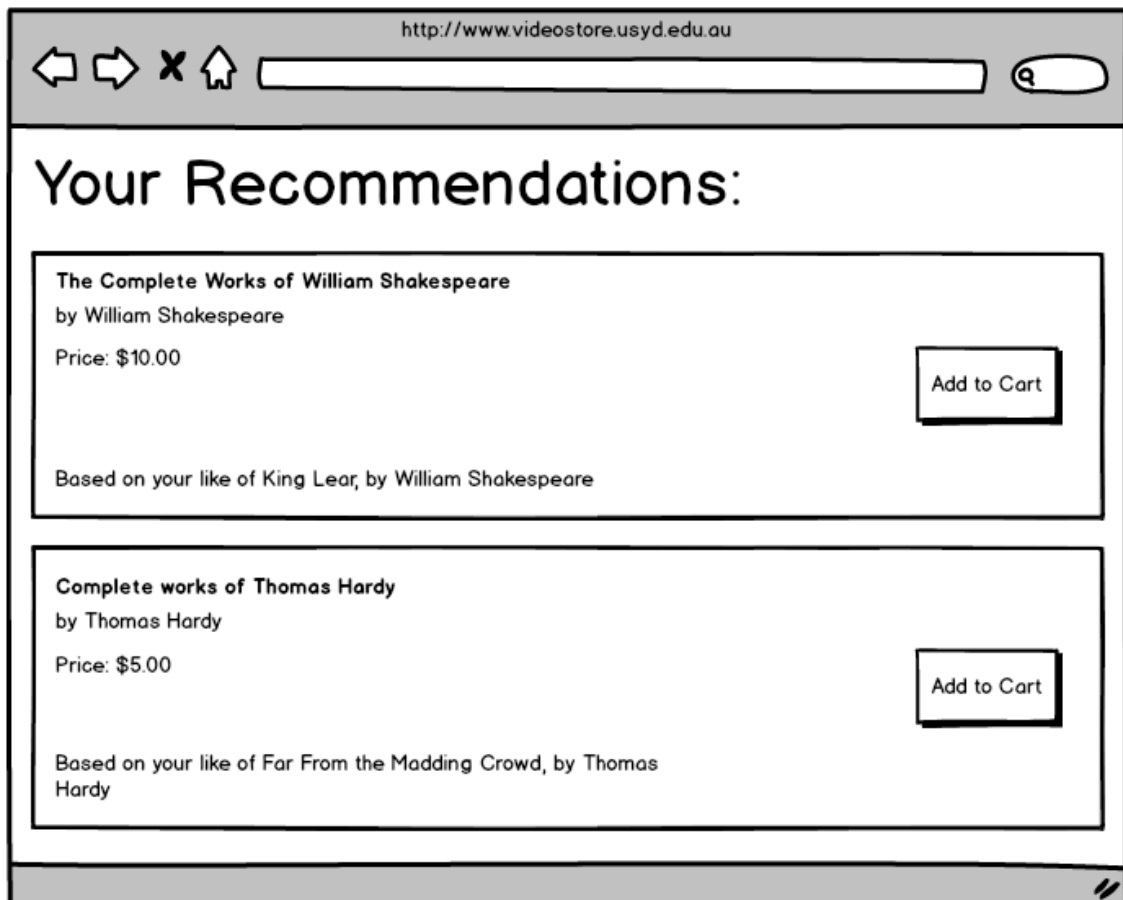 http://www.videostore.usyd.edu.au
Your Recommendations:
The Complete Works of William Shakespeare
by William Shakespeare
Price: $10.00
Add to Cart
Based on your like of King Lear, by William Shakespeare
Complete works of Thomas Hardy
by Thomas Hardy
Price: $5.00
Add to Cart
Based on your like of Far From the Madding Crowd, by Thomas
Hardy